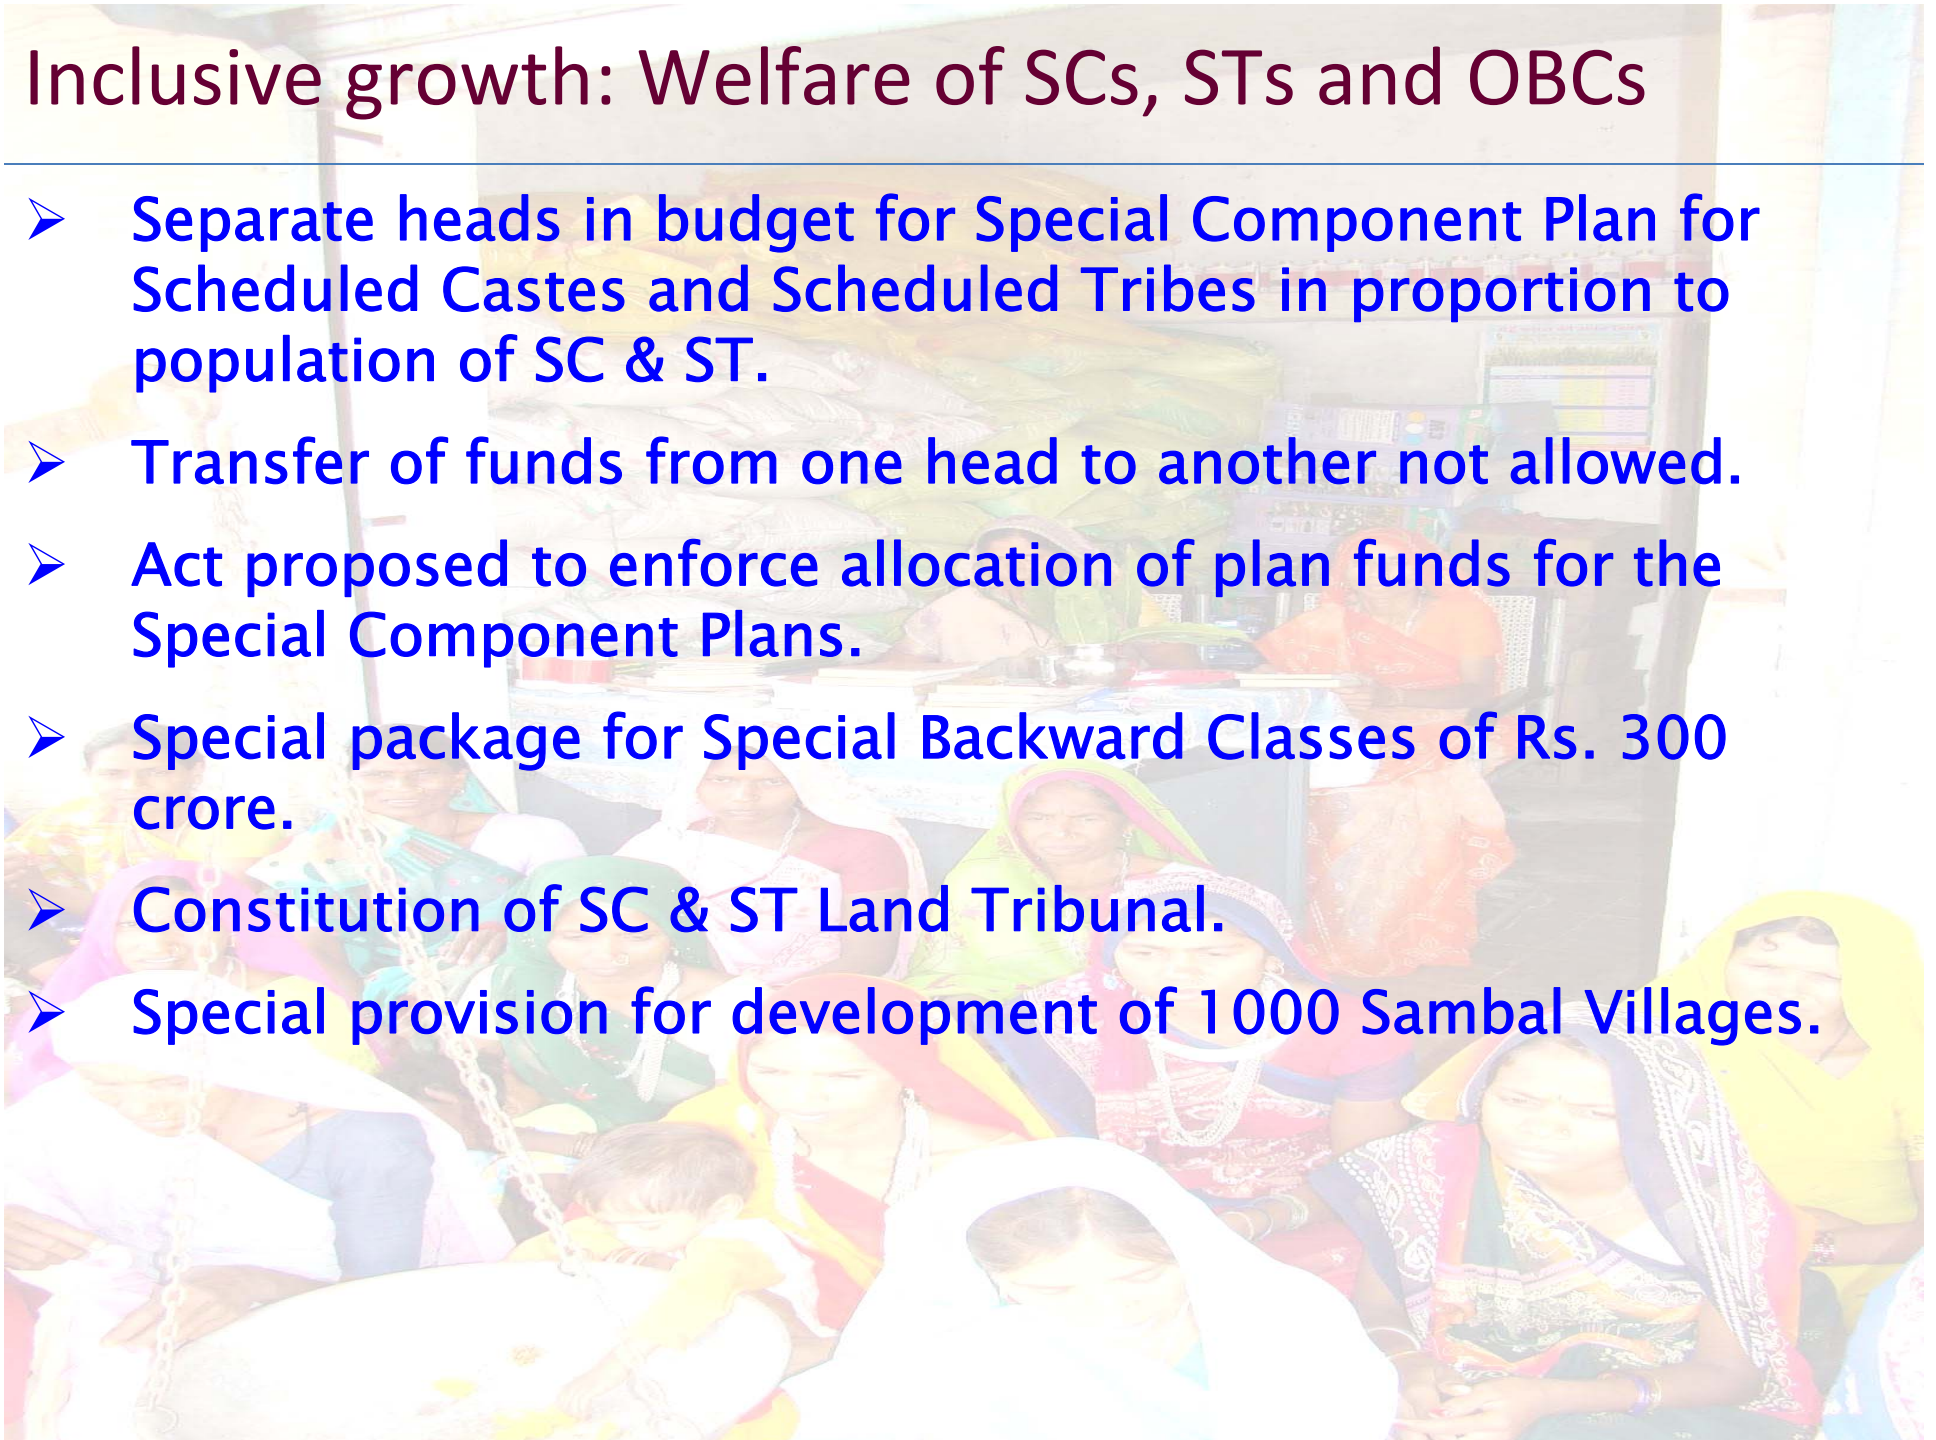 Inclusive growth: Welfare of SCs, STs and OBCs
➢ Separate heads in budget for Special Component Plan for
Scheduled Castes and Scheduled Tribes in proportion to
population of SC & ST.
➢ Transfer of funds from one head to another not allowed.
➢ Act proposed to enforce allocation of plan funds for the
Special Component Plans.
➢ Special package for Special Backward Classes of Rs. 300
crore.
➢ Constitution of SC & ST Land Tribunal.
➢ Special provision for development of 1000 Sambal Villages.